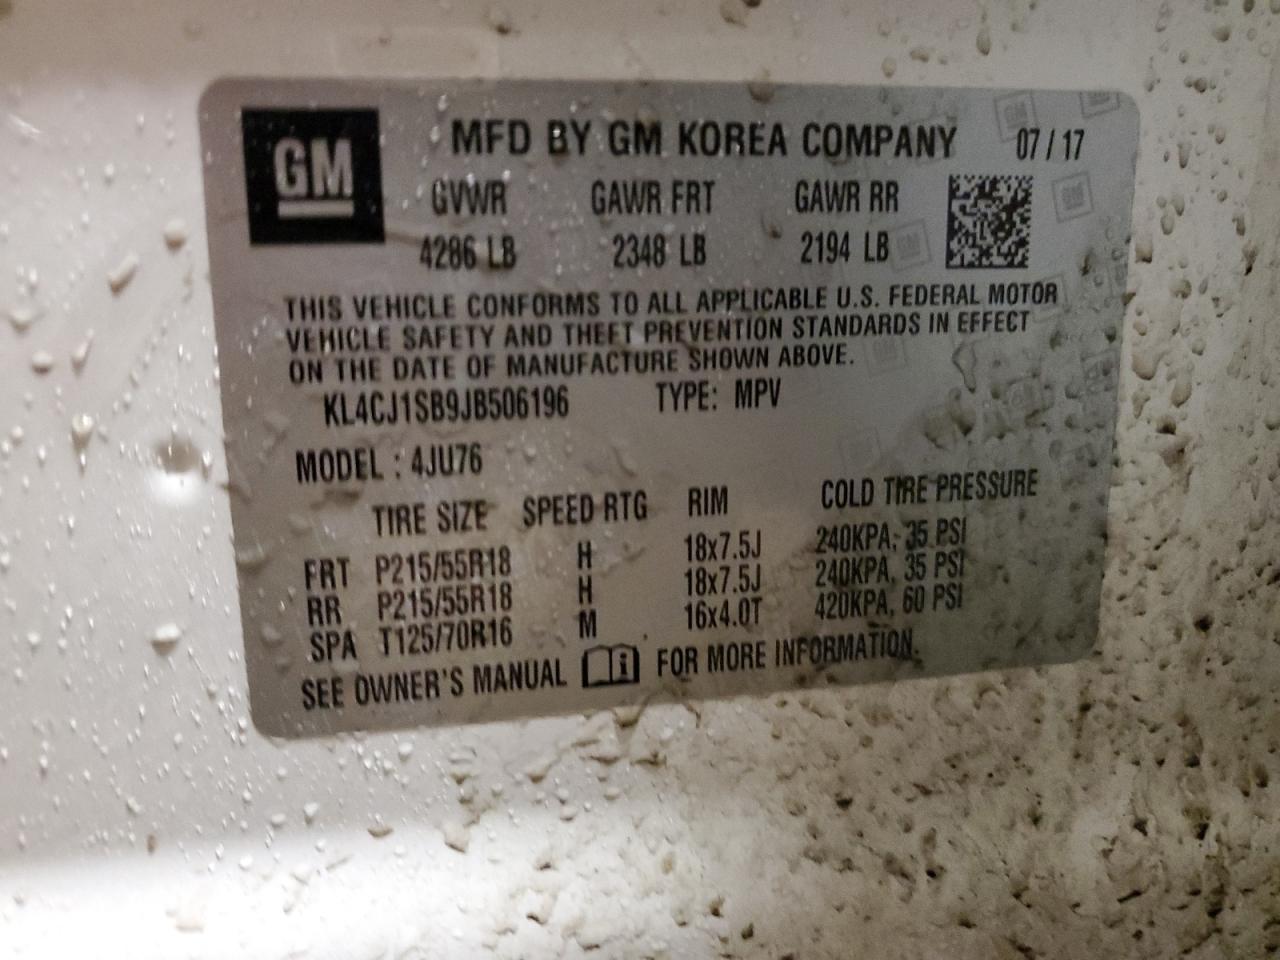 GM
MFD BY GM KOREA COMPANY 07 / 17
GVWR GAWR FRT GAWR RR
4286 LB 2348 LB 2194 LB
THIS VEHICLE CONFORMS TO ALL APPLICABLE U.S. FEDERAL MOTOR
VEHICLE SAFETY AND THEFT PREVENTION STANDARDS IN EFFECT
ON THE DATE OF MANUFACTURE SHOWN ABOVE.
KL4CJ1SB9JB506196 TYPE: MPV
MODEL : 4JU76
TIRE SIZE SPEED RTG RIM COLD TIRE PRESSURE
FRT P215/55R18 H 18x7.5J 240KPA, 35 PSI
RR P215/55R18 H 18x7.5J 240KPA, 35 PSI
SPA T125/70R16 M 16x4.0T 420KPA, 60 PSI
SEE OWNER'S MANUAL FOR MORE INFORMATION.